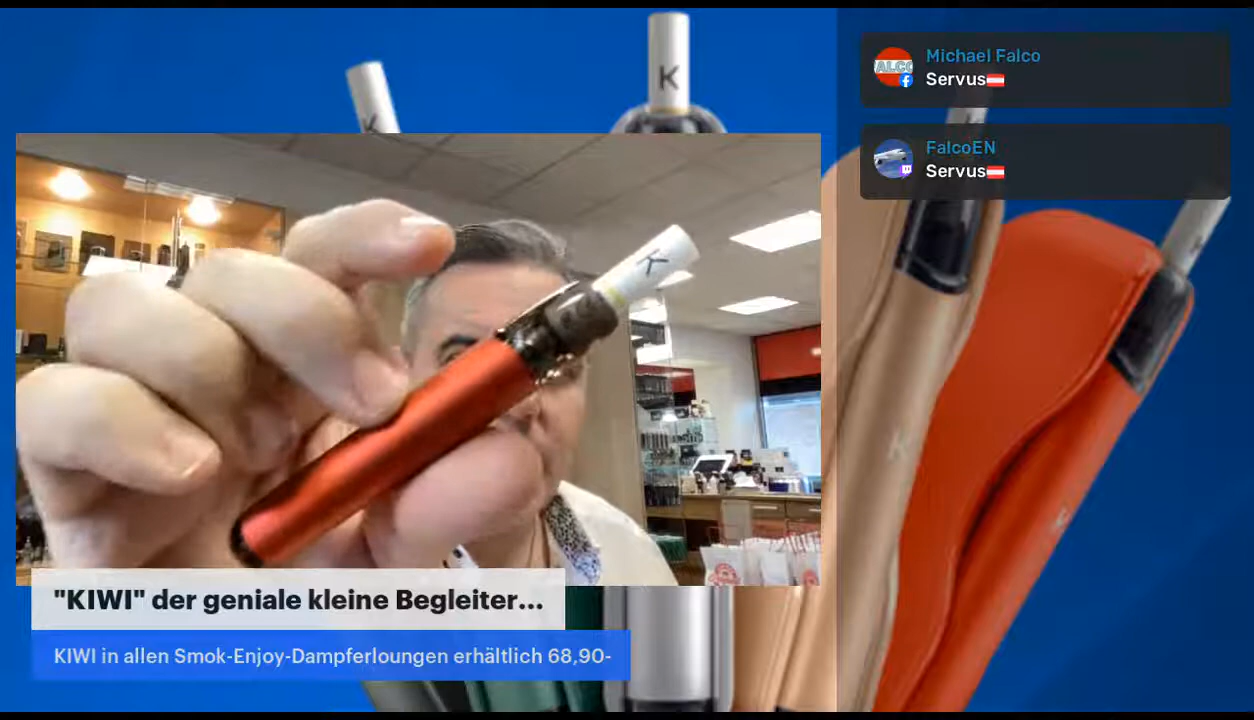 Michael Falco
Servus
FalcoEN
Servus
K
K
K
K
"KIWI" der geniale kleine Begleiter...
KIWI in allen Smok-Enjoy-Dampferloungen erhältlich 68,90-